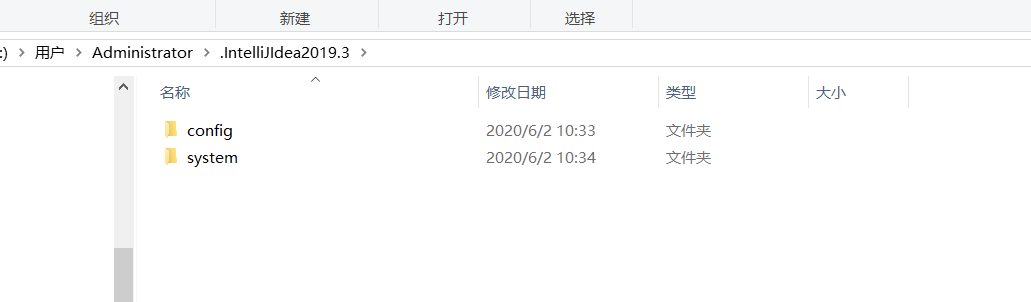 组织 新建 打开 选择
:) > 用户 > Administrator > .IntelliJIdea2019.3 >
名称 修改日期 类型 大小
config 2020/6/2 10:33 文件夹
system 2020/6/2 10:34 文件夹